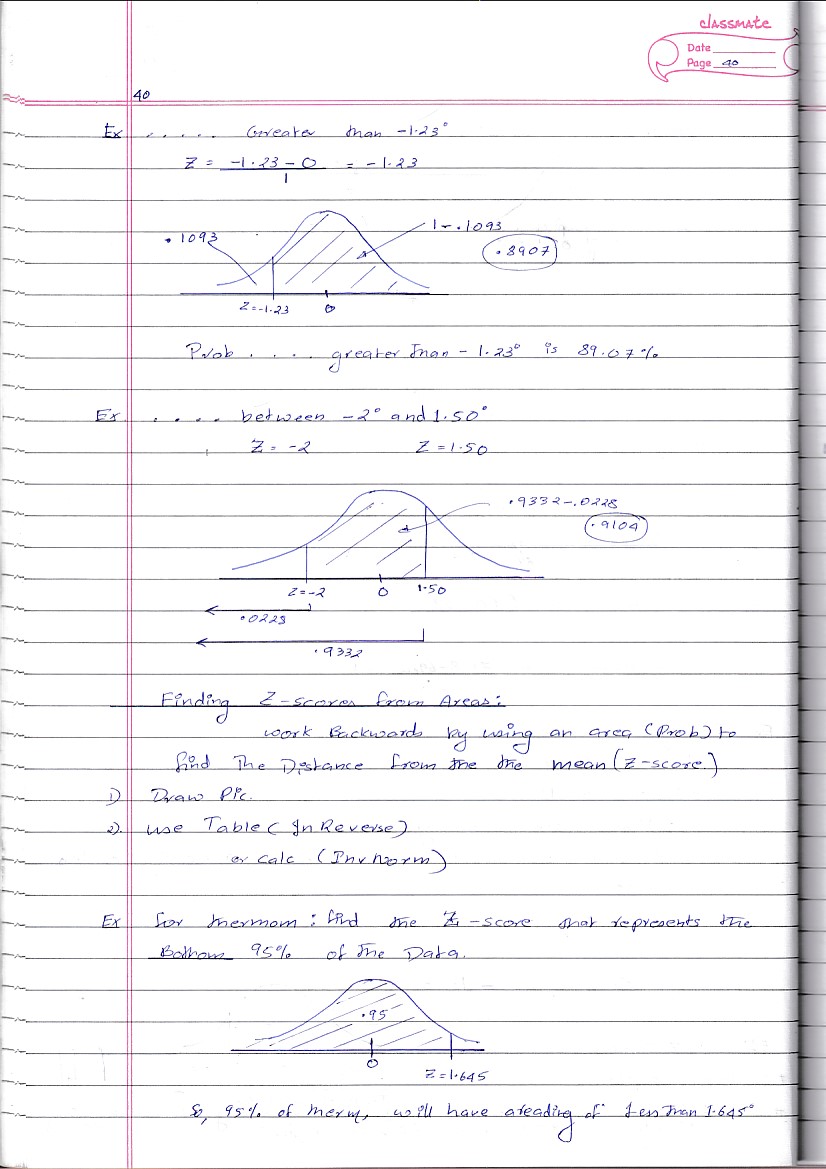 classmate
Date
Page 40
40
Ex ..... Greater than -1.23°
Z = -1.23 - 0 / 1 = -1.23
.1093
1 - .1093
.8907
Z=-1.23 0
Prob .... greater than -1.23° is 89.07%
Ex .... between -2° and 1.50°
Z = -2 Z = 1.50
.9332-.0228
.9104
Z=-2 0 1.50
.0228
.9332
Finding Z-scores from Areas:
work Backwards by using an area (Prob) to
find The Distance from the the mean (Z-score.)
1) Draw Pic.
2). use Table (In Reverse)
or calc (InvNorm)
Ex for thermom: find the Z-score that represents the
Bottom 95% of the Data.
.95
0
Z=1.645
So, 95% of therm, will have a reading of less than 1.645°